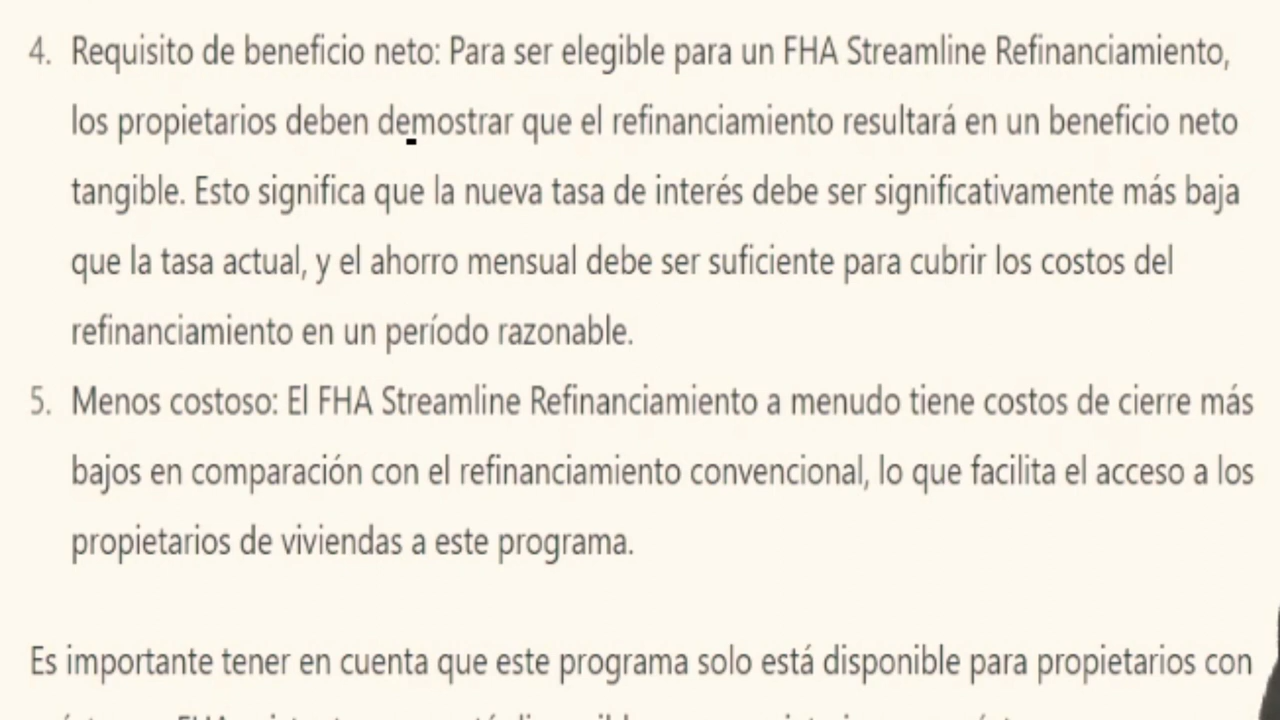 4. Requisito de beneficio neto: Para ser elegible para un FHA Streamline Refinanciamiento,
los propietarios deben demostrar que el refinanciamiento resultará en un beneficio neto
tangible. Esto significa que la nueva tasa de interés debe ser significativamente más baja
que la tasa actual, y el ahorro mensual debe ser suficiente para cubrir los costos del
refinanciamiento en un período razonable.
5. Menos costoso: El FHA Streamline Refinanciamiento a menudo tiene costos de cierre más
bajos en comparación con el refinanciamiento convencional, lo que facilita el acceso a los
propietarios de viviendas a este programa.
Es importante tener en cuenta que este programa solo está disponible para propietarios con